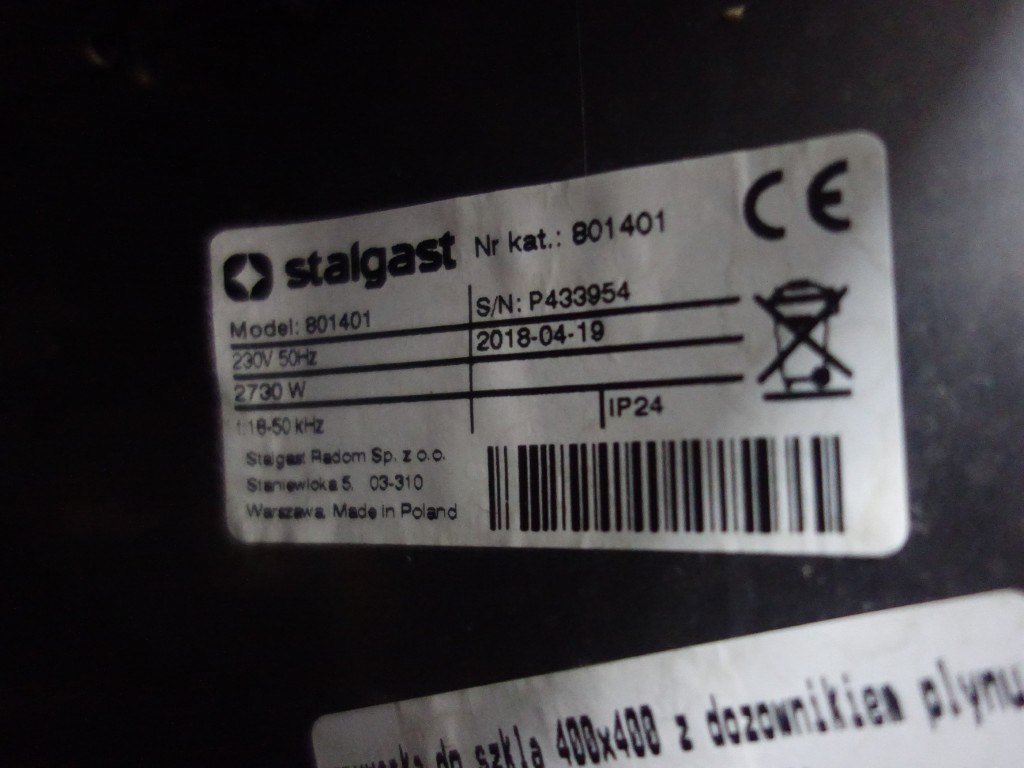 stalgast Nr kat.: 801401
CE
Model: 801401 S/N: P433954
230V 50Hz 2018-04-19
2730 W
f:18-50 kHz IP24
Stalgast Radom Sp. z o.o.
Staniewicka 5, 03-310
Warszawa, Made in Poland
do szkla 400x400 z dozownikiem plynu